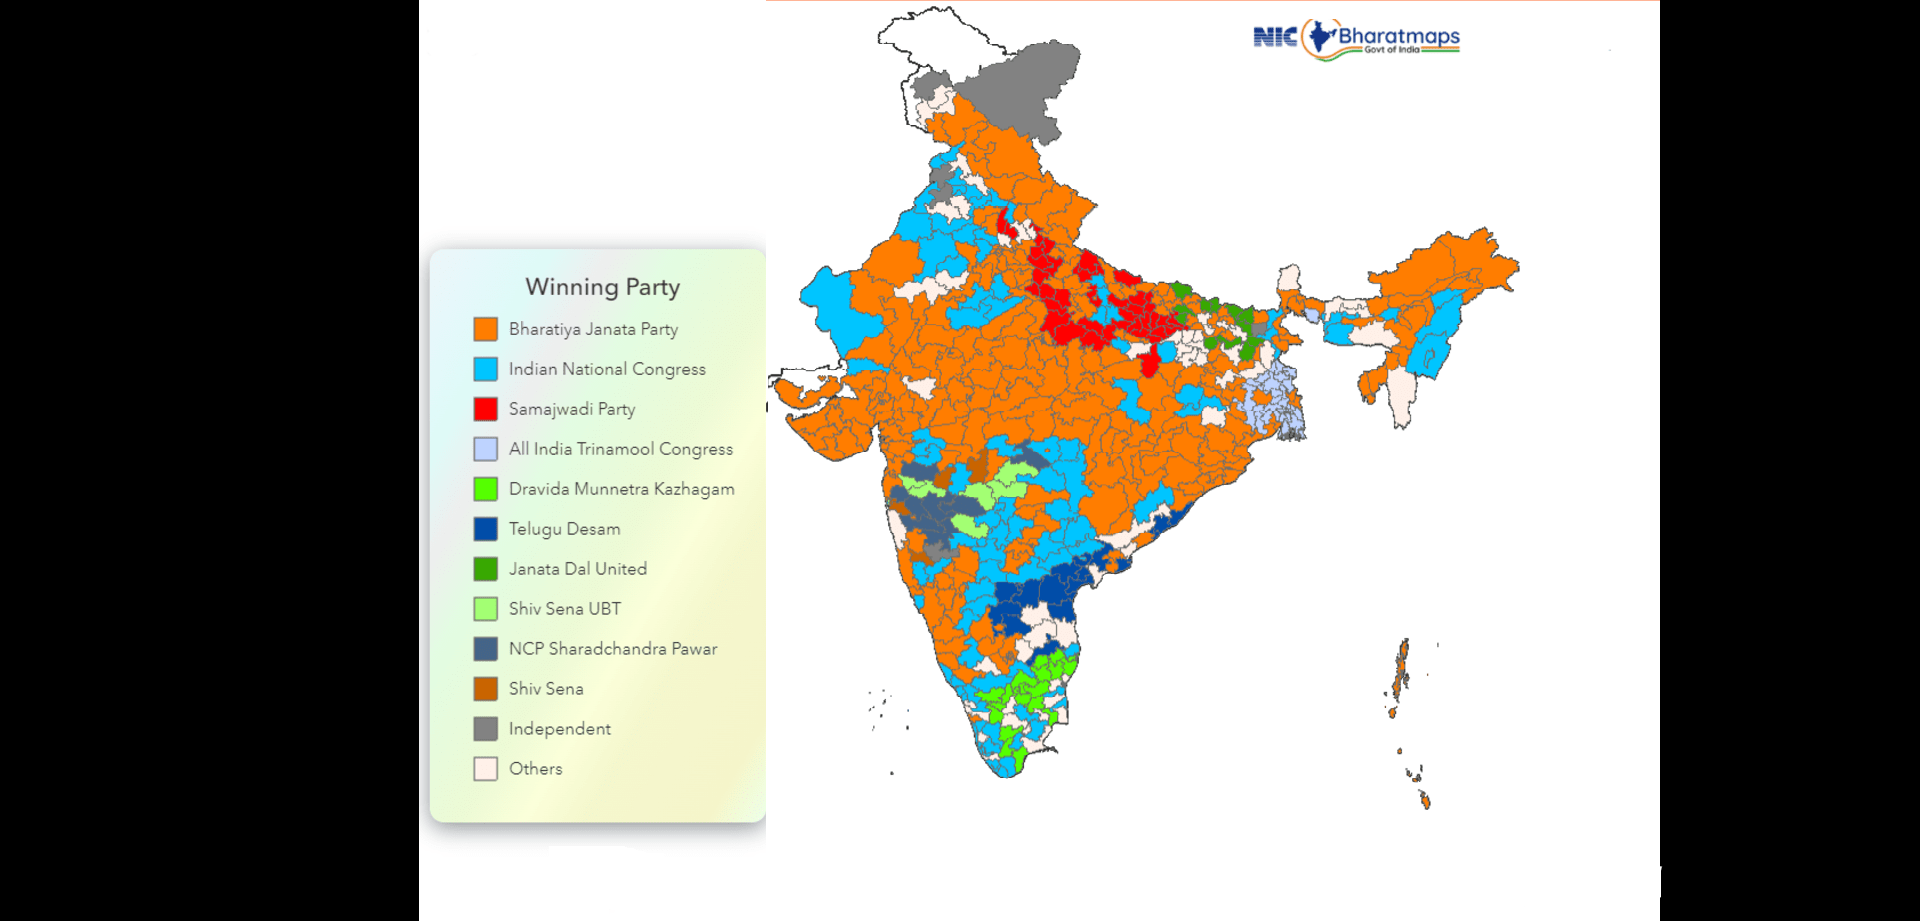 NIC Bharatmaps
Govt of India
Winning Party
Bharatiya Janata Party
Indian National Congress
Samajwadi Party
All India Trinamool Congress
Dravida Munnetra Kazhagam
Telugu Desam
Janata Dal United
Shiv Sena UBT
NCP Sharadchandra Pawar
Shiv Sena
Independent
Others